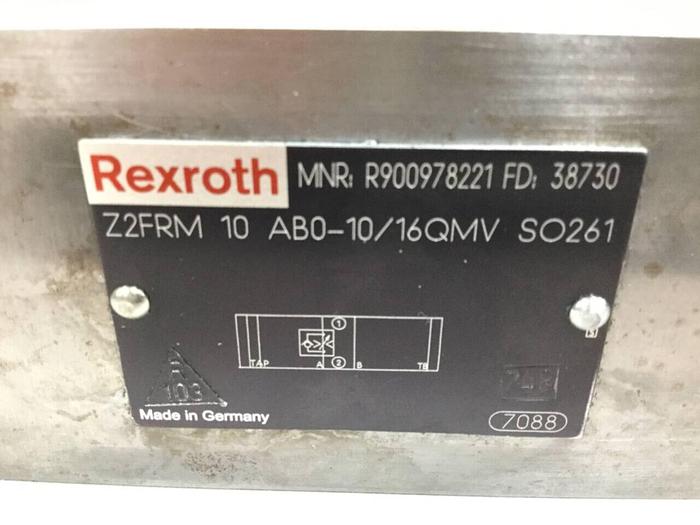 Rexroth MNR: R900978221 FD: 38730
Z2FRM 10 AB0-10/16QMV SO261
1
TAP A 2 B TB
103
Made in Germany
7088